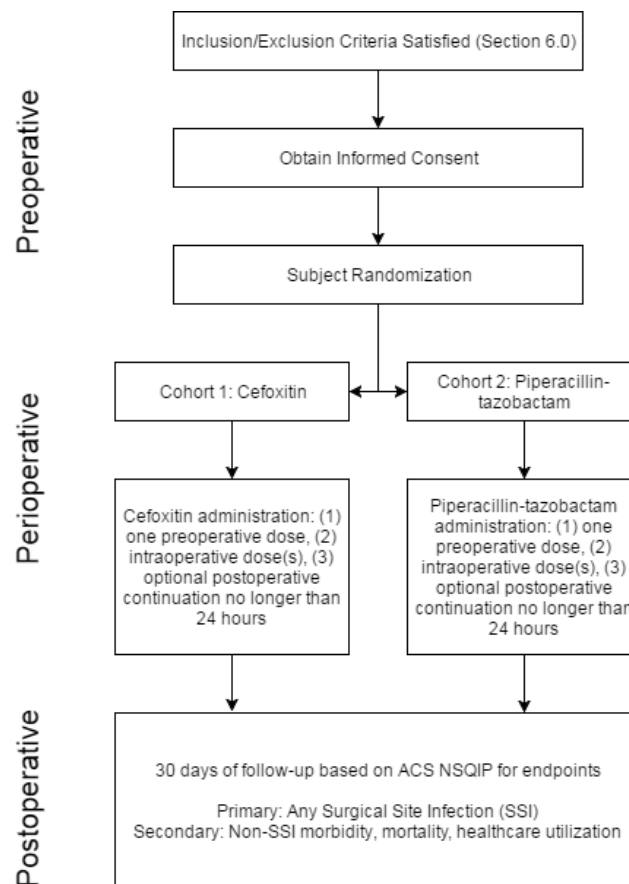 Preoperative
Inclusion/Exclusion Criteria Satisfied (Section 6.0)
Obtain Informed Consent
Subject Randomization
Perioperative
Cohort 1: Cefoxitin
Cohort 2: Piperacillin-
tazobactam
Cefoxitin administration: (1)
one preoperative dose, (2)
intraoperative dose(s), (3)
optional postoperative
continuation no longer than
24 hours
Piperacillin-tazobactam
administration: (1) one
preoperative dose, (2)
intraoperative dose(s), (3)
optional postoperative
continuation no longer than
24 hours
Postoperative
30 days of follow-up based on ACS NSQIP for endpoints
Primary: Any Surgical Site Infection (SSI)
Secondary: Non-SSI morbidity, mortality, healthcare utilization